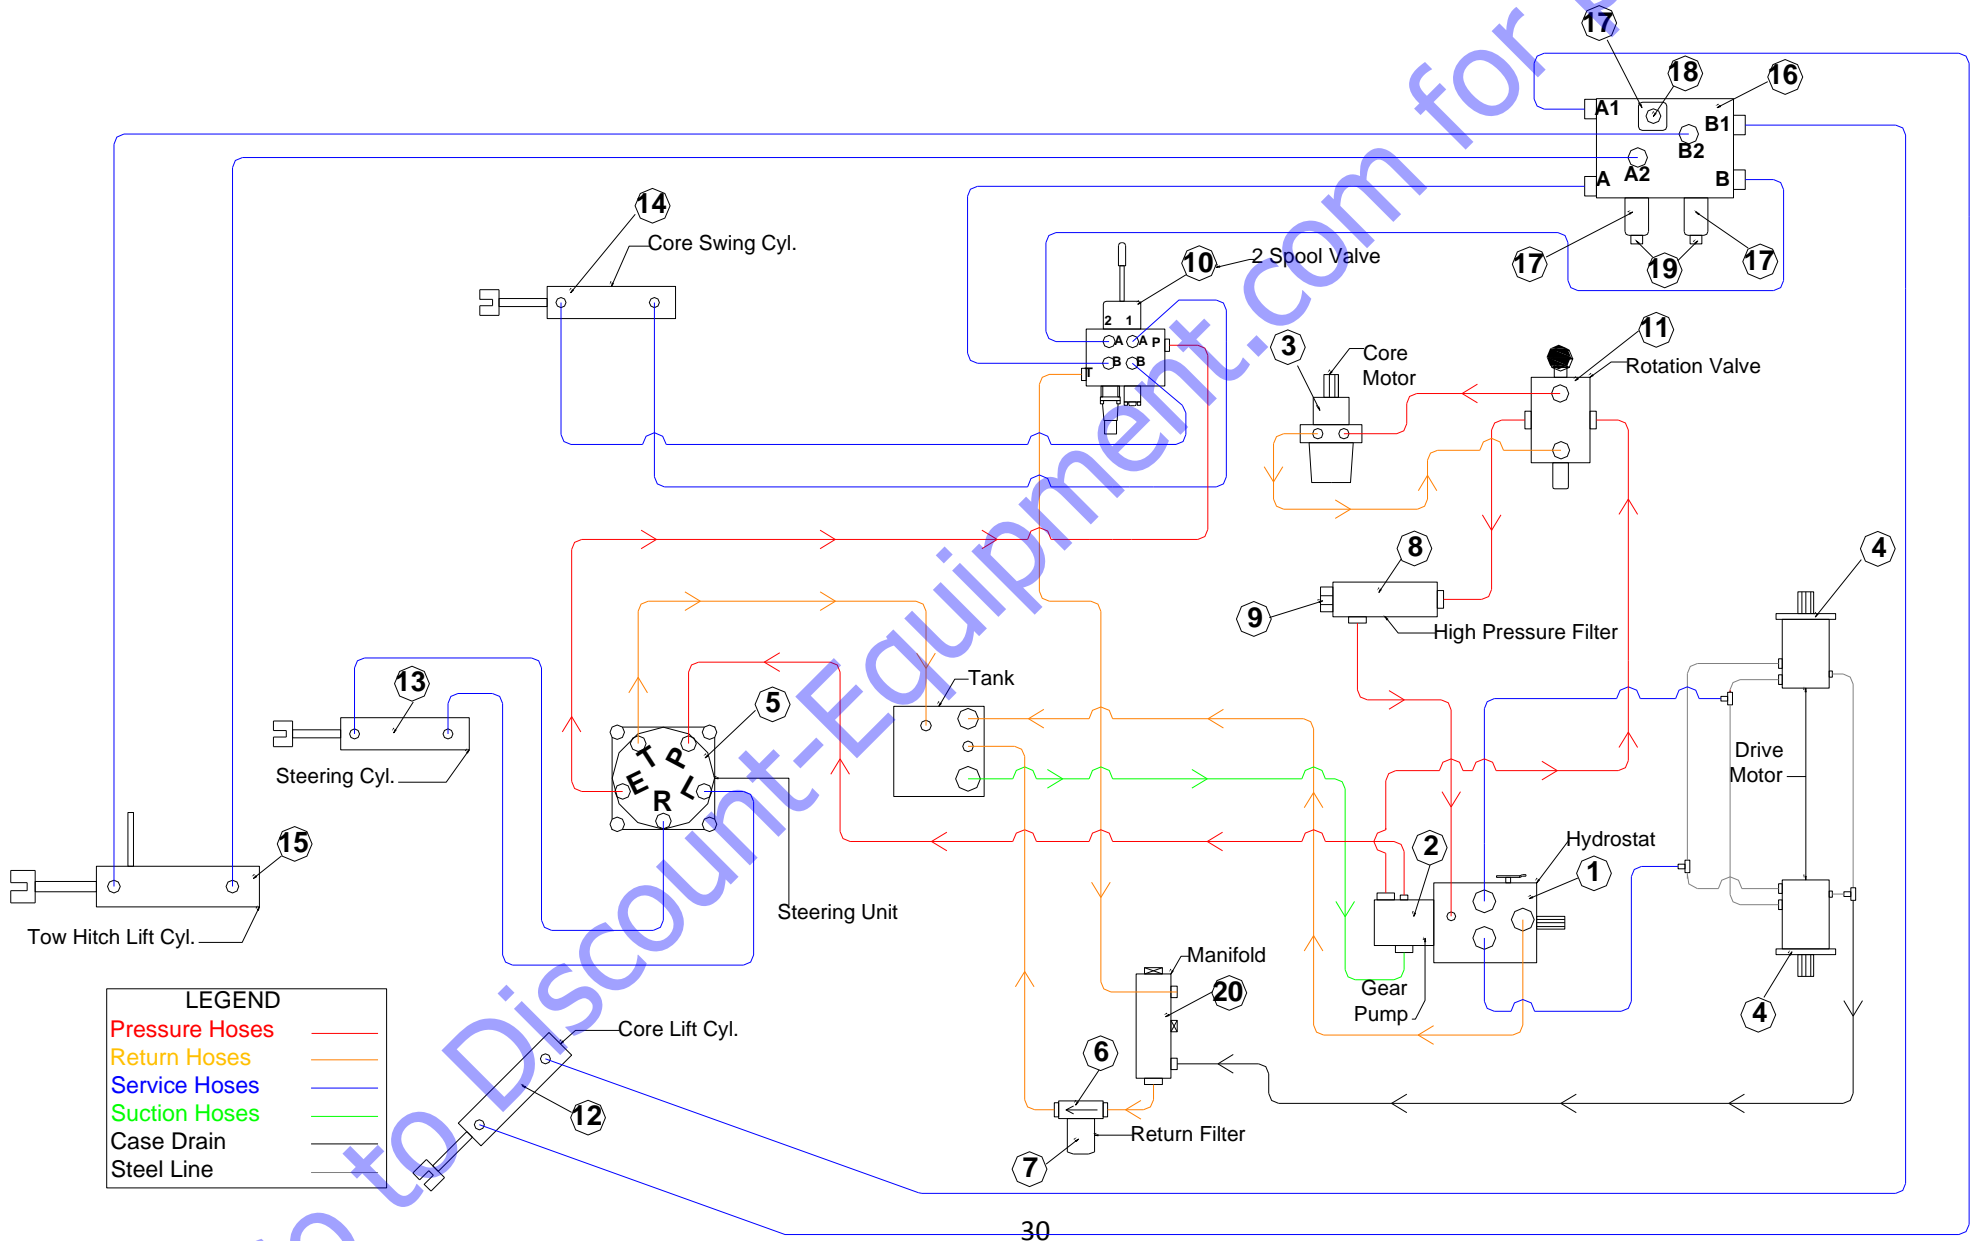 17
18
16
A1
B1
B2
A2
A
B
14
Core Swing Cyl.
10
2 Spool Valve
17
19
17
2 1
A A P
B B
T
3
Core
Motor
11
Rotation Valve
8
4
9
High Pressure Filter
13
Steering Cyl.
5
Tank
T
P
E
L
R
Drive
Motor
15
Tow Hitch Lift Cyl.
Steering Unit
2
Hydrostat
1
Manifold
20
Gear
Pump
4
LEGEND
Pressure Hoses
Return Hoses
Service Hoses
Suction Hoses
Case Drain
Steel Line
Core Lift Cyl.
12
6
Return Filter
7
30
to Discount-Equipment.com for